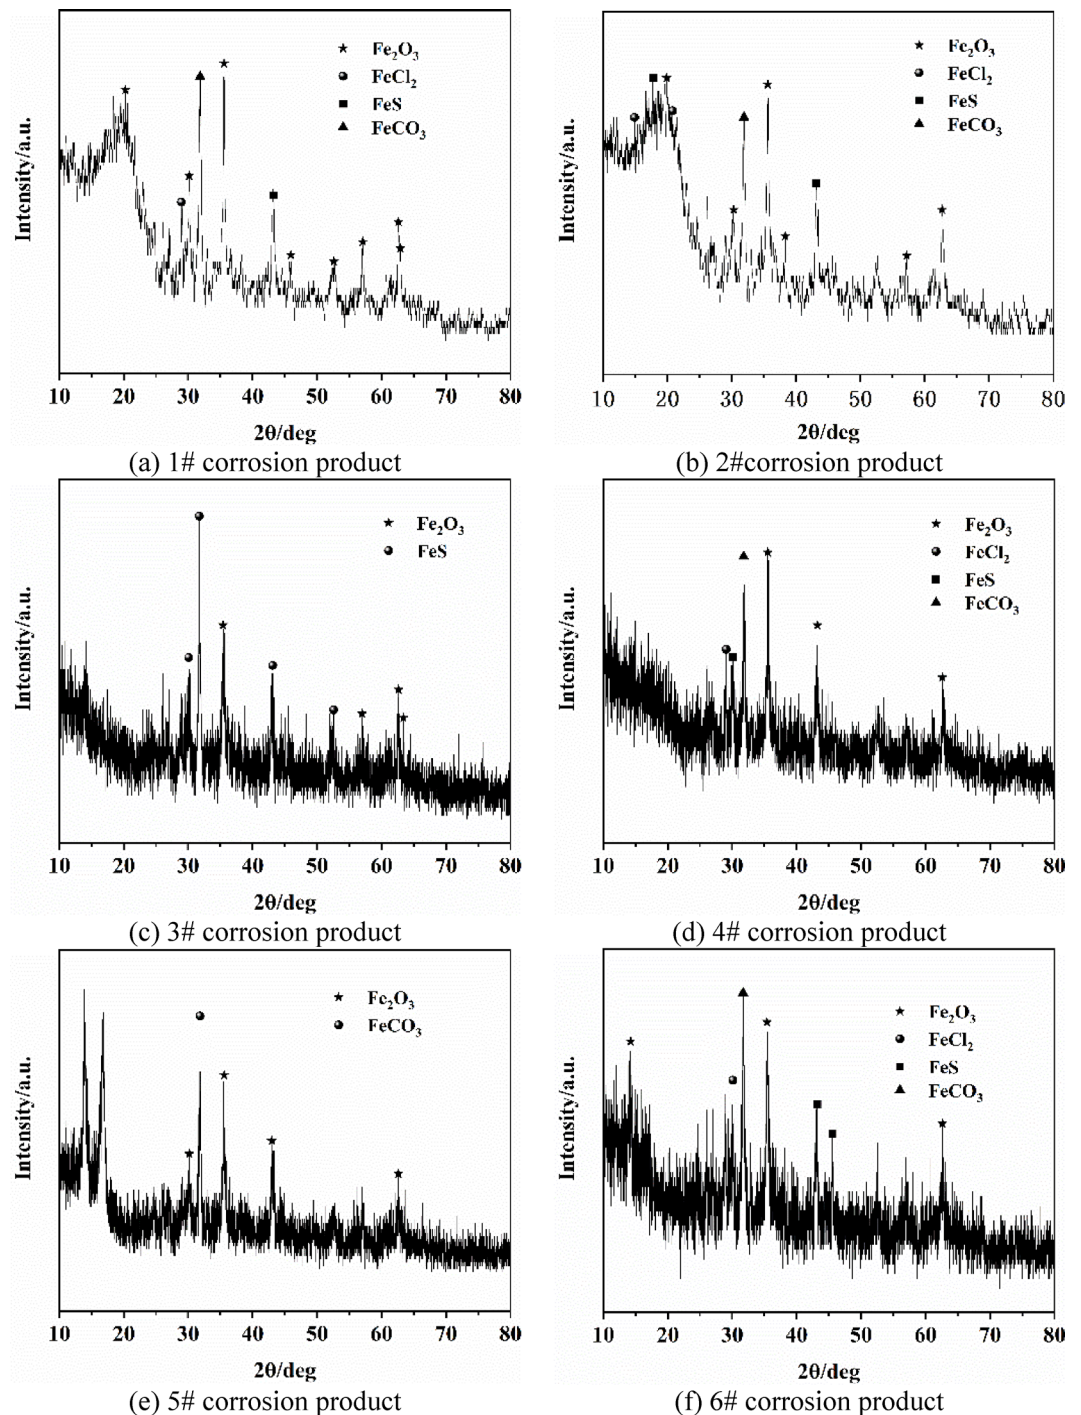 Fe₂O₃
FeCl₂
FeS
FeCO₃
Intensity/a.u.
10 20 30 40 50 60 70 80
2θ/deg
(a) 1# corrosion product
Fe₂O₃
FeCl₂
FeS
FeCO₃
Intensity/a.u.
10 20 30 40 50 60 70 80
2θ/deg
(b) 2#corrosion product
Fe₂O₃
FeS
Intensity/a.u.
10 20 30 40 50 60 70 80
2θ/deg
(c) 3# corrosion product
Fe₂O₃
FeCl₂
FeS
FeCO₃
Intensity/a.u.
10 20 30 40 50 60 70 80
2θ/deg
(d) 4# corrosion product
Fe₂O₃
FeCO₃
Intensity/a.u.
10 20 30 40 50 60 70 80
2θ/deg
(e) 5# corrosion product
Fe₂O₃
FeCl₂
FeS
FeCO₃
Intensity/a.u.
10 20 30 40 50 60 70 80
2θ/deg
(f) 6# corrosion product